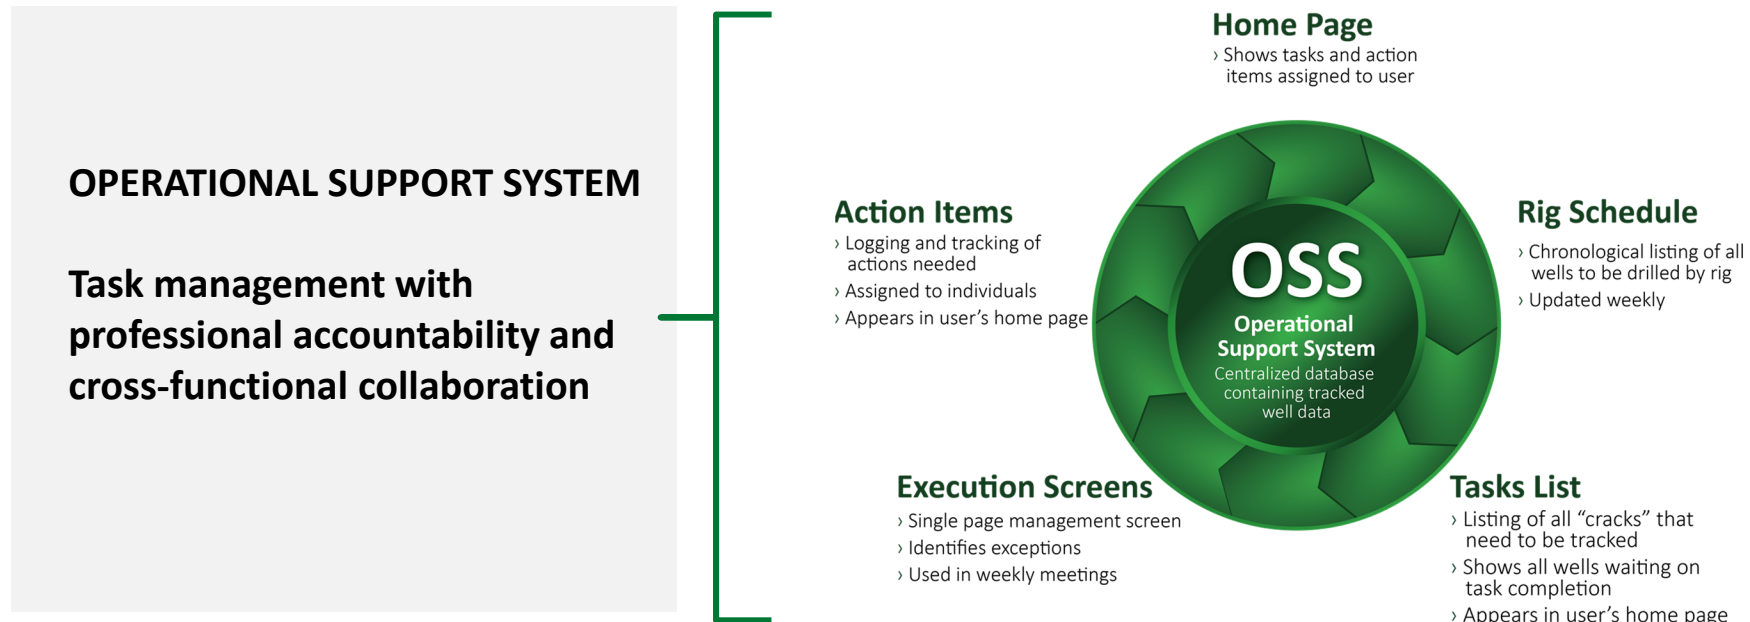 OPERATIONAL SUPPORT SYSTEM
Task management with
professional accountability and
cross-functional collaboration
Home Page
› Shows tasks and action
items assigned to user
Action Items
› Logging and tracking of
actions needed
› Assigned to individuals
› Appears in user's home page
OSS
Operational
Support System
Centralized database
containing tracked
well data
Rig Schedule
› Chronological listing of all
wells to be drilled by rig
› Updated weekly
Execution Screens
› Single page management screen
› Identifies exceptions
› Used in weekly meetings
Tasks List
› Listing of all “cracks” that
need to be tracked
› Shows all wells waiting on
task completion
› Appears in user's home page